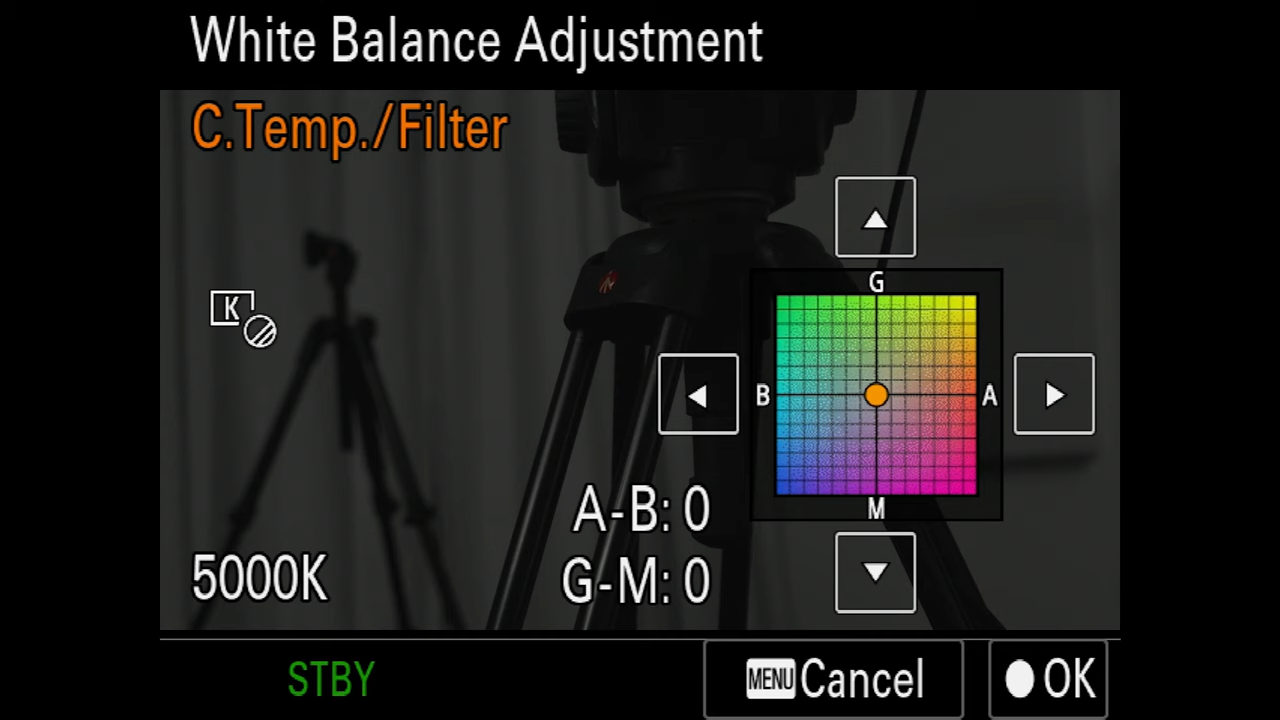 White Balance Adjustment
C.Temp./Filter
G
K
B
A
M
A-B: 0
G-M: 0
5000K
STBY
MENU Cancel
OK